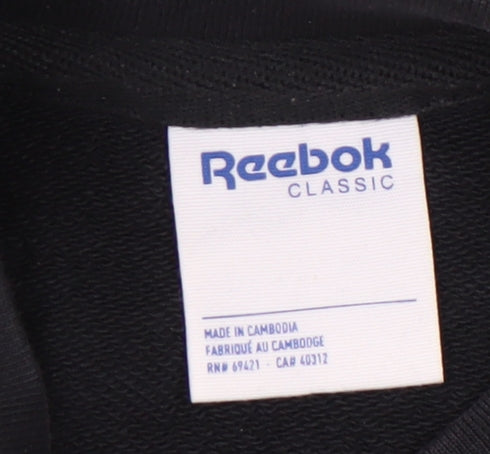 Reebok
CLASSIC
MADE IN CAMBODIA
FABRIQUÉ AU CAMBODGE
RN# 69421 - CA# 40312